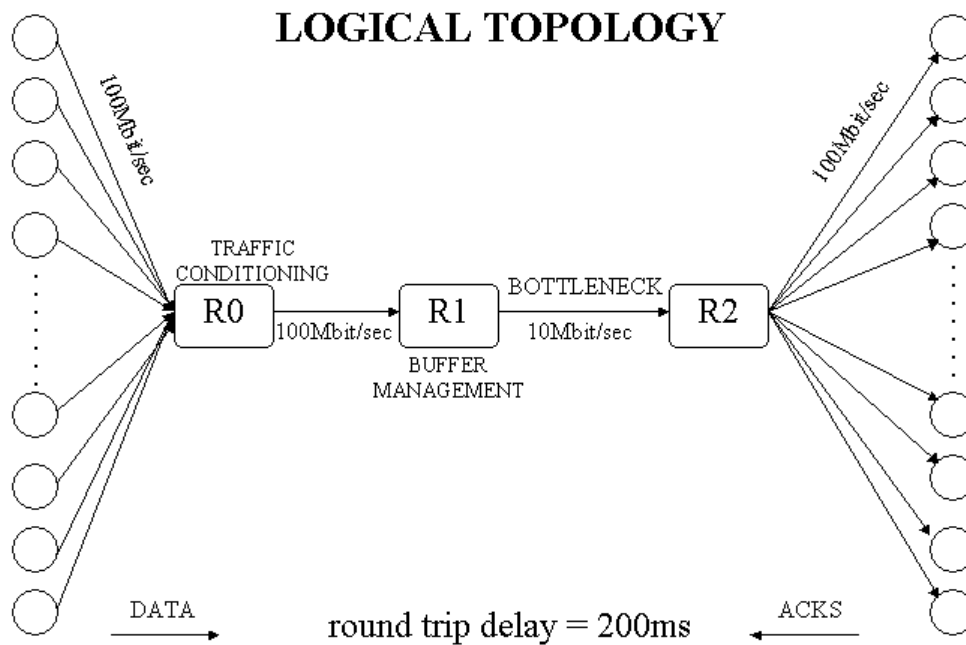 LOGICAL TOPOLOGY
100Mbit/sec
100Mbit/sec
TRAFFIC
CONDITIONING
R0
100Mbit/sec
R1
BUFFER
MANAGEMENT
BOTTLENECK
10Mbit/sec
R2
DATA
round trip delay = 200ms
ACKS